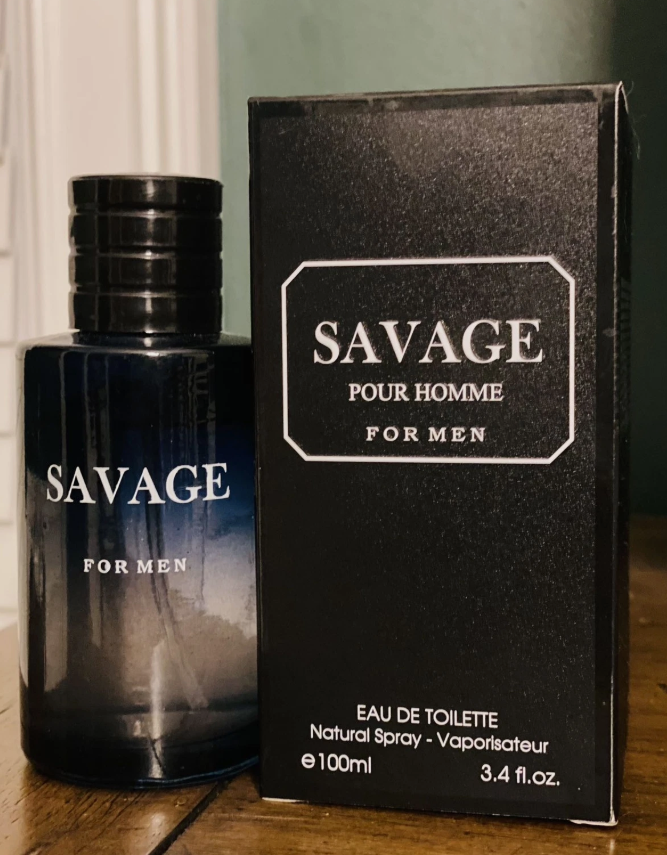 SAVAGE
FOR MEN
SAVAGE
POUR HOMME
FOR MEN
EAU DE TOILETTE
Natural Spray - Vaporisateur
℮100ml 3.4 fl.oz.